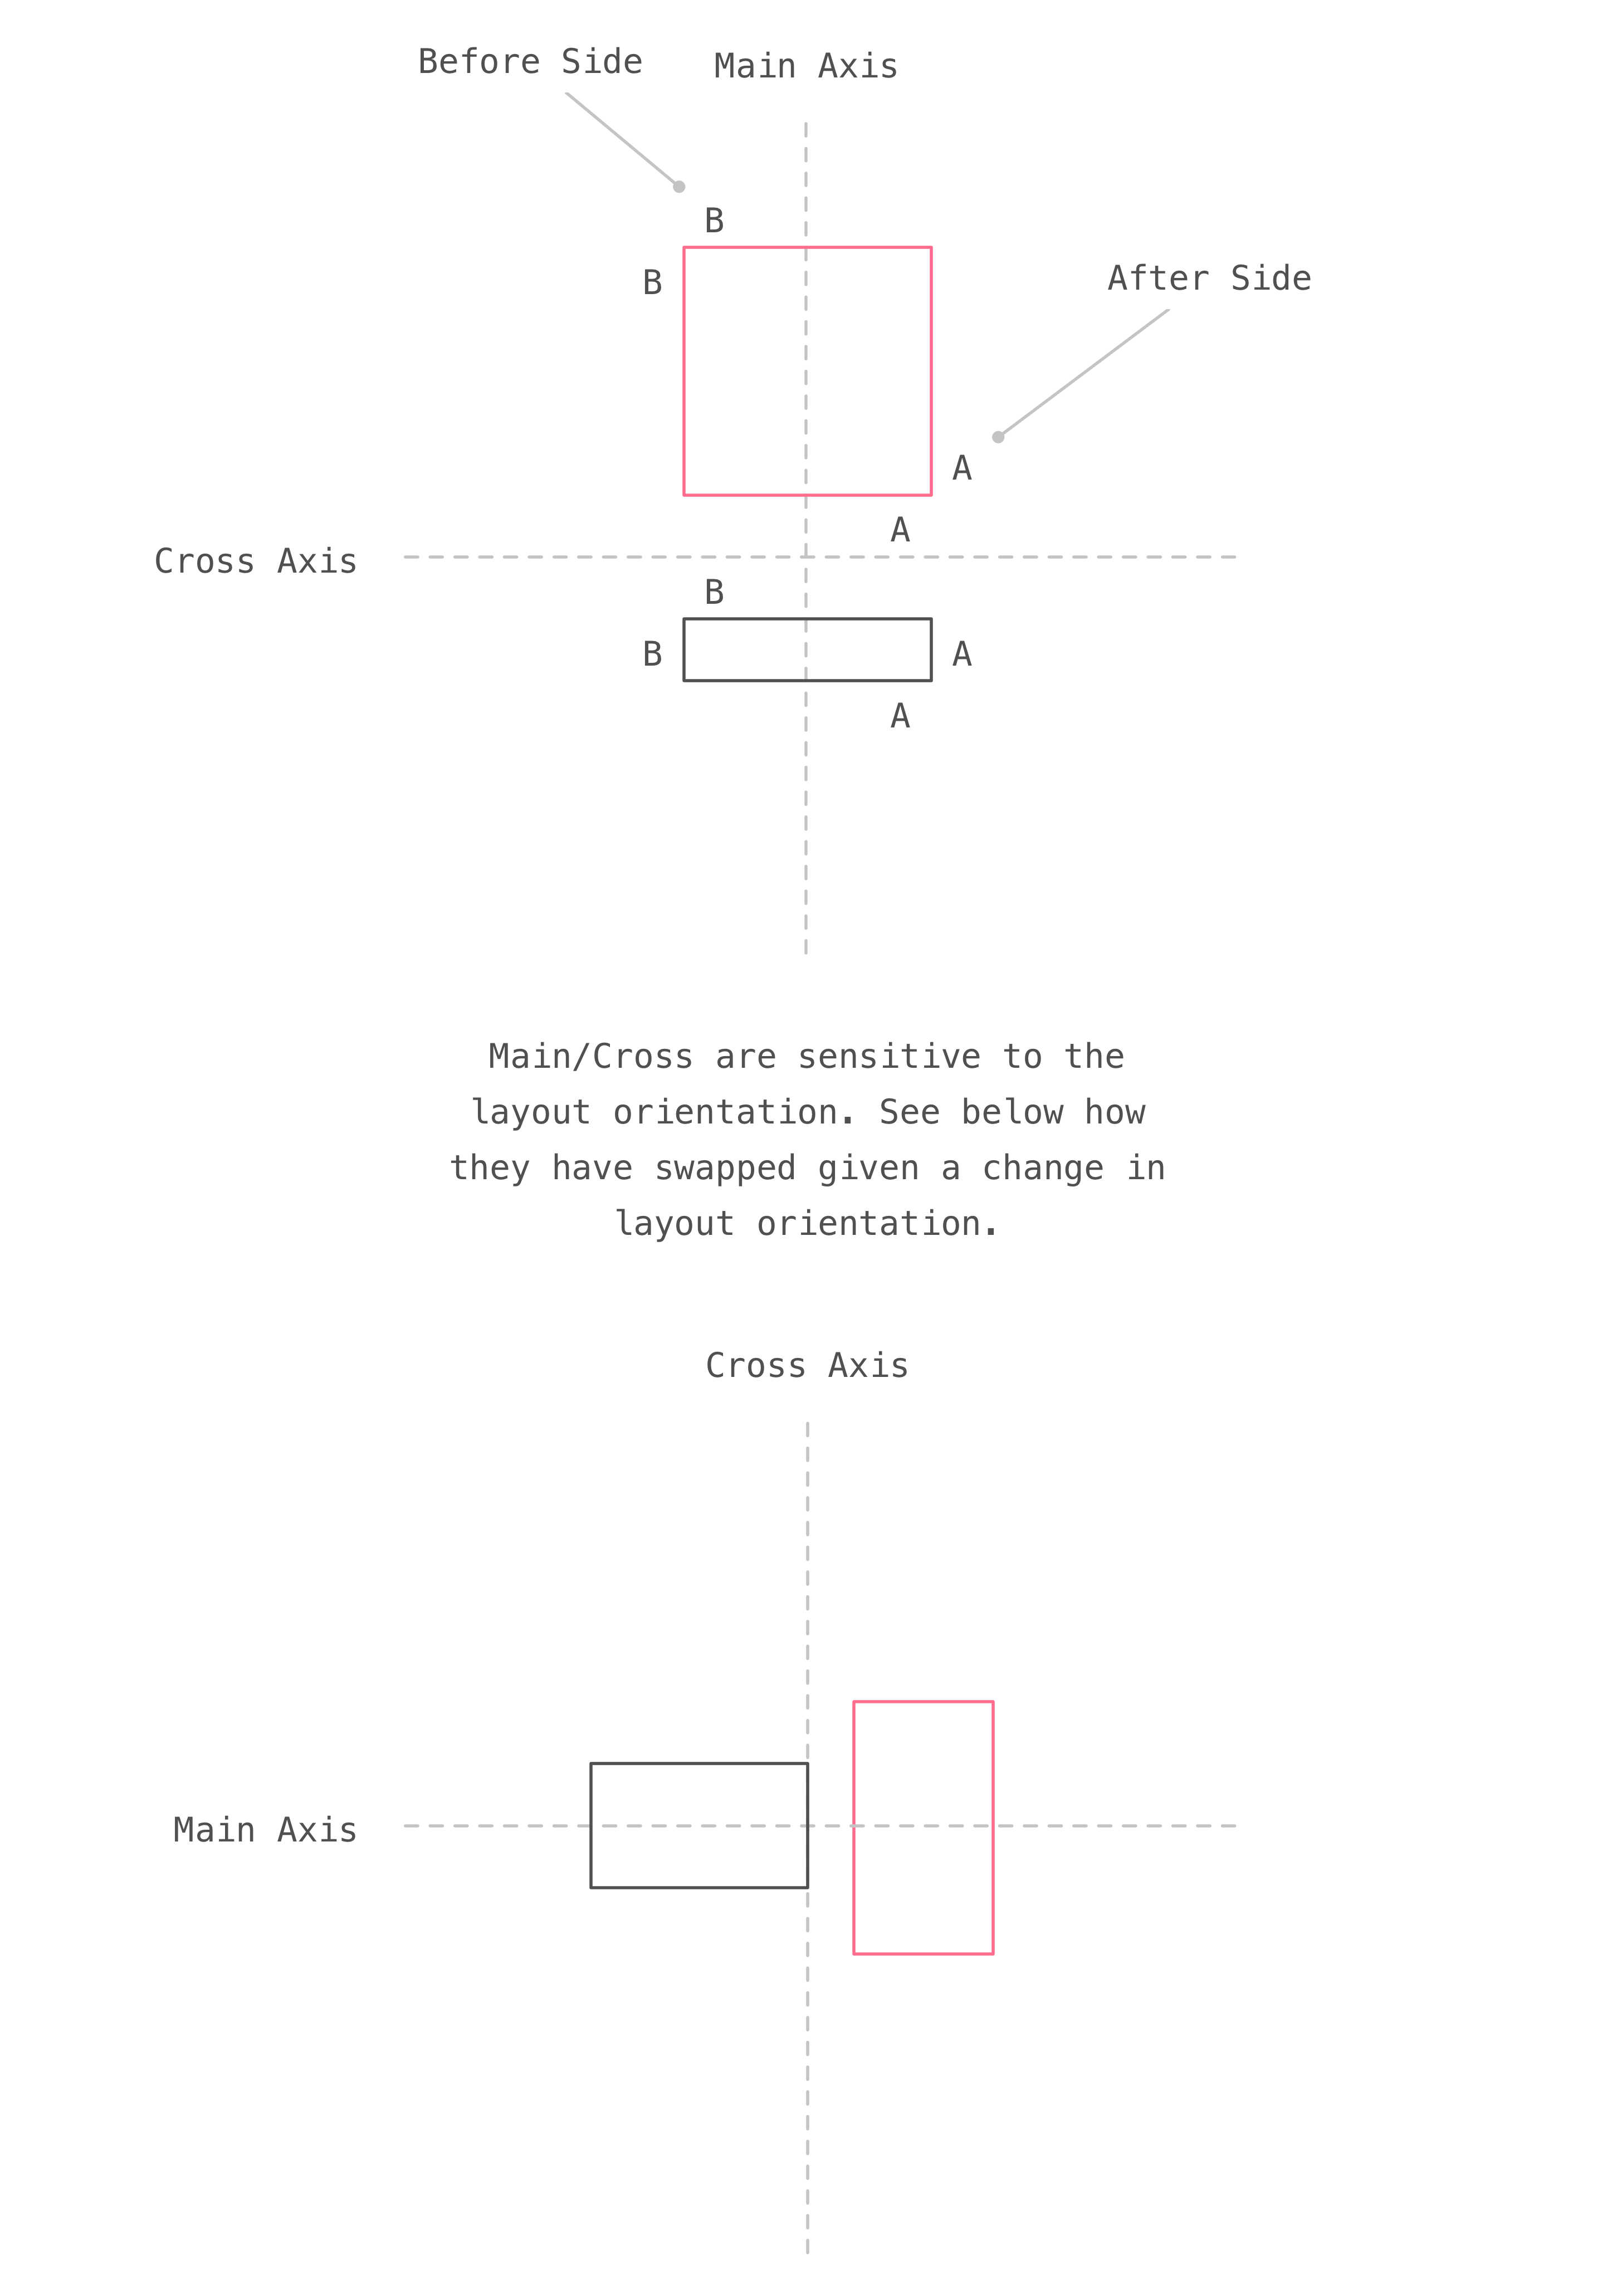 Before Side
Main Axis
B
B
After Side
A
A
Cross Axis
B
B
A
A
Main/Cross are sensitive to the
layout orientation. See below how
they have swapped given a change in
layout orientation.
Cross Axis
Main Axis